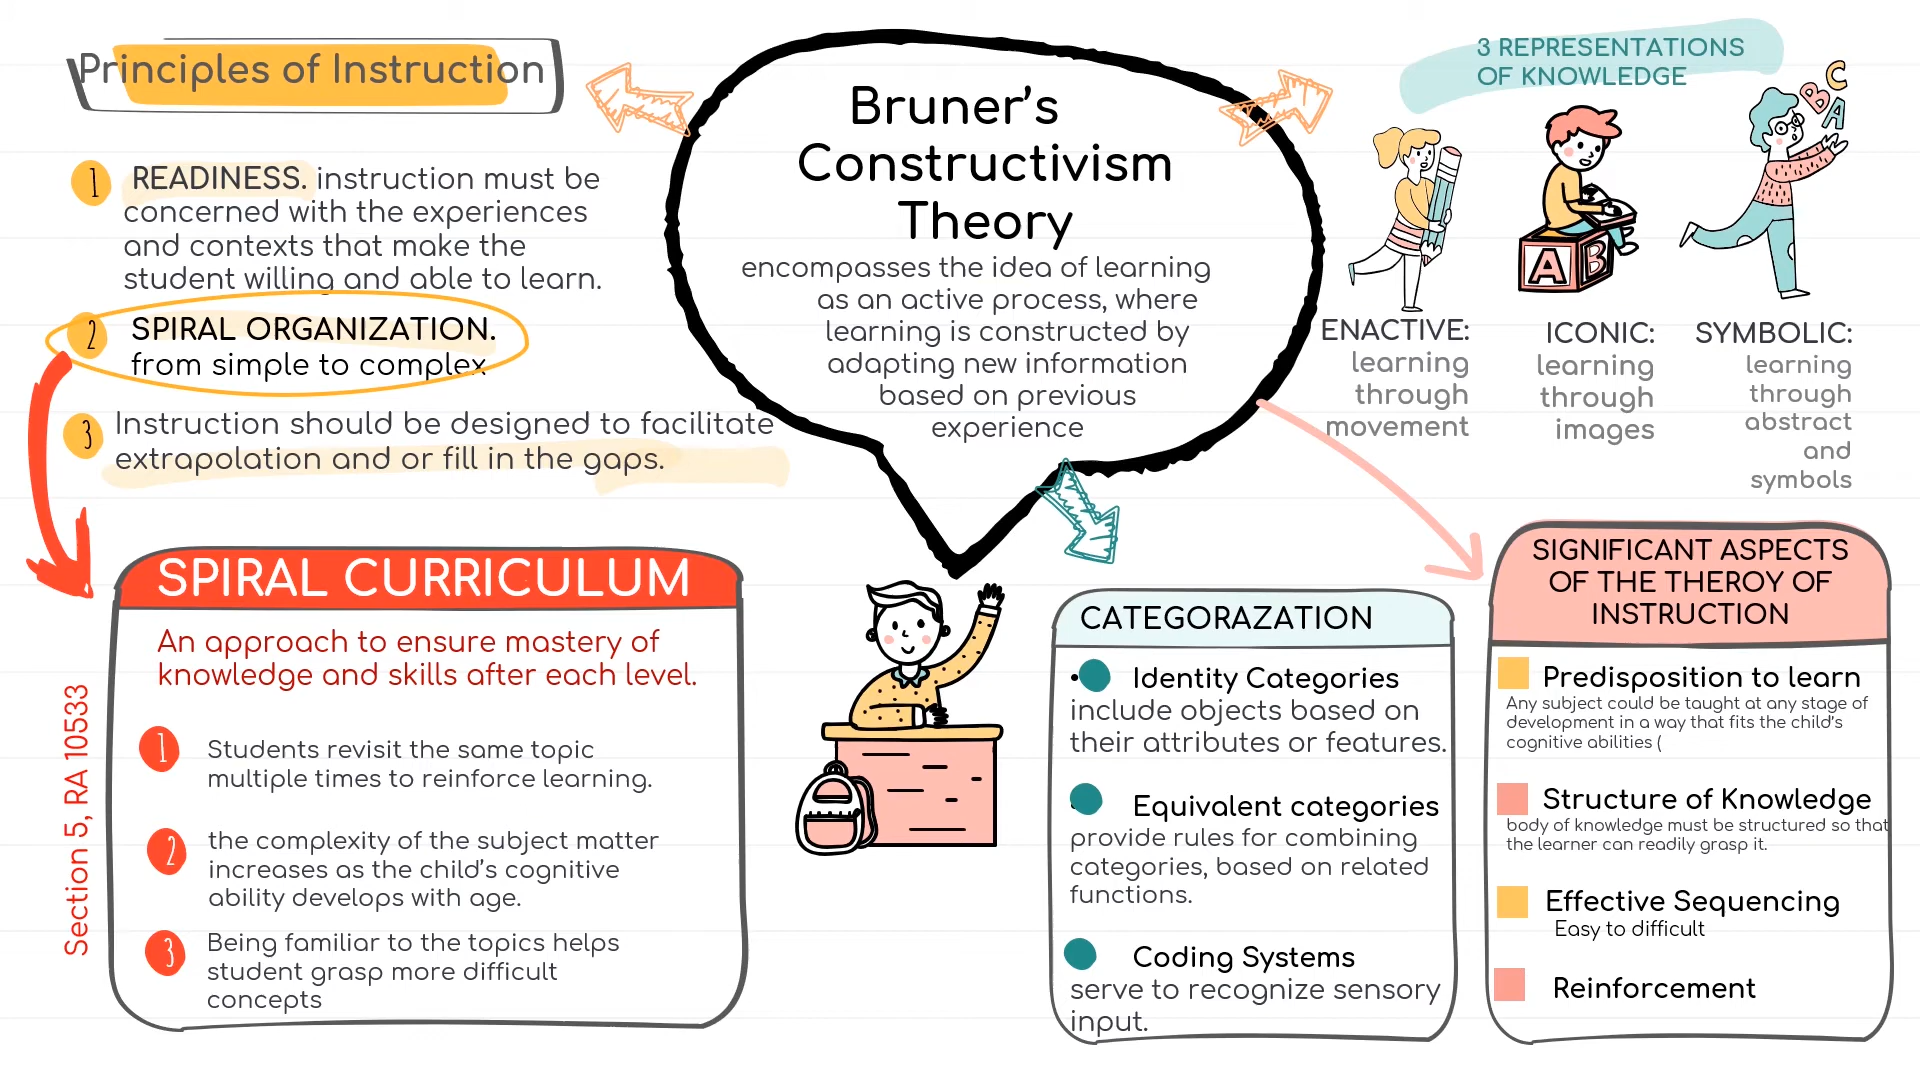 Principles of Instruction
1
READINESS. instruction must be
concerned with the experiences
and contexts that make the
student willing and able to learn.
2
SPIRAL ORGANIZATION.
from simple to complex
3
Instruction should be designed to facilitate
extrapolation and or fill in the gaps.
Bruner's
Constructivism
Theory
encompasses the idea of learning
as an active process, where
learning is constructed by
adapting new information
based on previous
experience
3 REPRESENTATIONS
OF KNOWLEDGE
A B
A B C
ENACTIVE:
learning
through
movement
ICONIC:
learning
through
images
SYMBOLIC:
learning
through
abstract
and
symbols
SPIRAL CURRICULUM
An approach to ensure mastery of
knowledge and skills after each level.
1
Students revisit the same topic
multiple times to reinforce learning.
2
the complexity of the subject matter
increases as the child's cognitive
ability develops with age.
3
Being familiar to the topics helps
student grasp more difficult
concepts
Section 5, RA 10533
CATEGORAZATION
Identity Categories
include objects based on
their attributes or features.
Equivalent categories
provide rules for combining
categories, based on related
functions.
Coding Systems
serve to recognize sensory
input.
SIGNIFICANT ASPECTS
OF THE THEROY OF
INSTRUCTION
Predisposition to learn
Any subject could be taught at any stage of
development in a way that fits the child's
cognitive abilities (
Structure of Knowledge
body of knowledge must be structured so that
the learner can readily grasp it.
Effective Sequencing
Easy to difficult
Reinforcement